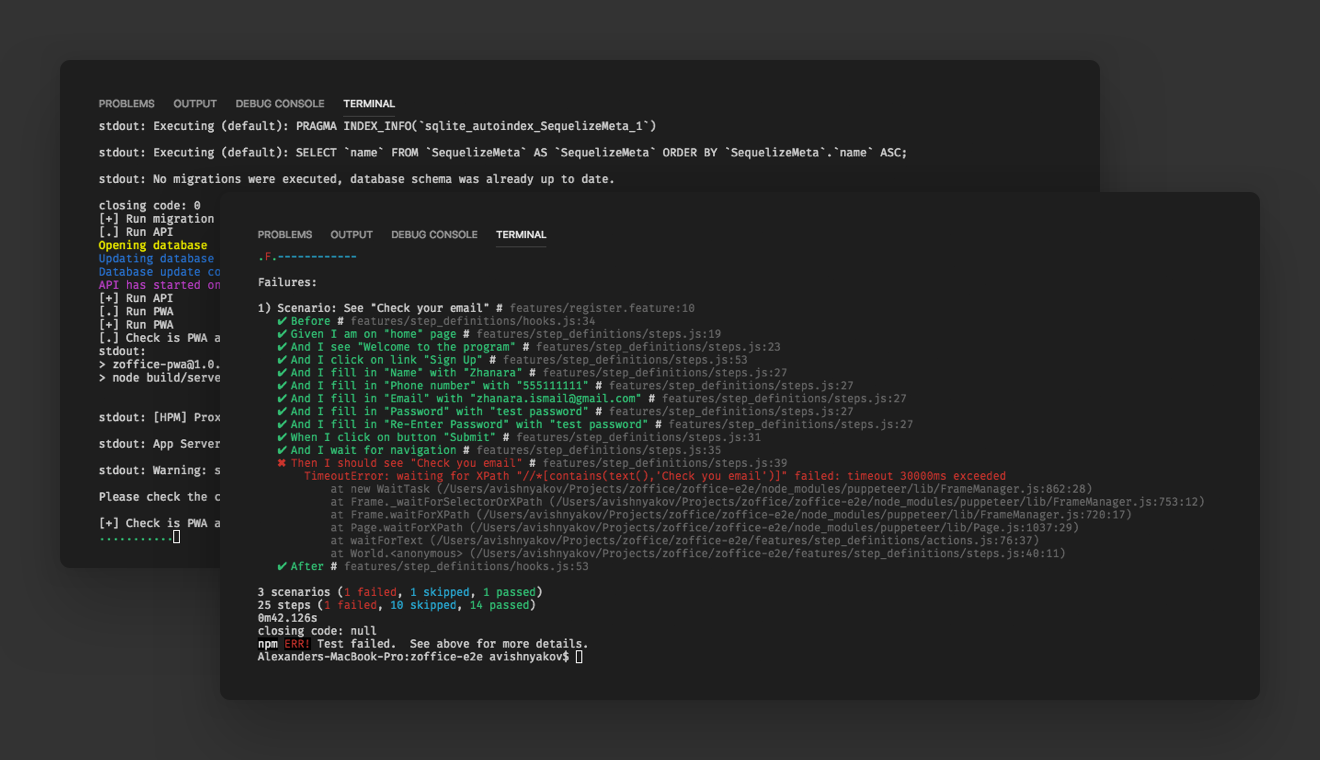 PROBLEMS OUTPUT DEBUG CONSOLE TERMINAL
stdout: Executing (default): PRAGMA INDEX_INFO(`sqlite_autoindex_SequelizeMeta_1`)
stdout: Executing (default): SELECT `name` FROM `SequelizeMeta` AS `SequelizeMeta` ORDER BY `SequelizeMeta`.`name` ASC;
stdout: No migrations were executed, database schema was already up to date.
closing code: 0
[+] Run migration
[.] Run API
Opening database
Updating database
Database update co
API has started on
[+] Run API
[.] Run PWA
[+] Run PWA
[.] Check is PWA a
stdout:
> zoffice-pwa@1.0.
> node build/serve
stdout: [HPM] Prox
stdout: App Server
stdout: Warning: s
Please check the c
[+] Check is PWA a
...........
PROBLEMS OUTPUT DEBUG CONSOLE TERMINAL
.F.------------
Failures:
1) Scenario: See "Check your email" # features/register.feature:10
✔ Before # features/step_definitions/hooks.js:34
✔ Given I am on "home" page # features/step_definitions/steps.js:19
✔ And I see "Welcome to the program" # features/step_definitions/steps.js:23
✔ And I click on link "Sign Up" # features/step_definitions/steps.js:53
✔ And I fill in "Name" with "Zhanara" # features/step_definitions/steps.js:27
✔ And I fill in "Phone number" with "555111111" # features/step_definitions/steps.js:27
✔ And I fill in "Email" with "zhanara.ismail@gmail.com" # features/step_definitions/steps.js:27
✔ And I fill in "Password" with "test password" # features/step_definitions/steps.js:27
✔ And I fill in "Re-Enter Password" with "test password" # features/step_definitions/steps.js:27
✔ When I click on button "Submit" # features/step_definitions/steps.js:31
✔ And I wait for navigation # features/step_definitions/steps.js:35
✖ Then I should see "Check you email" # features/step_definitions/steps.js:39
TimeoutError: waiting for XPath "//*[contains(text(),'Check you email')]" failed: timeout 30000ms exceeded
at new WaitTask (/Users/avishnyakov/Projects/zoffice/zoffice-e2e/node_modules/puppeteer/lib/FrameManager.js:862:28)
at Frame._waitForSelectorOrXPath (/Users/avishnyakov/Projects/zoffice/zoffice-e2e/node_modules/puppeteer/lib/FrameManager.js:753:12)
at Frame.waitForXPath (/Users/avishnyakov/Projects/zoffice/zoffice-e2e/node_modules/puppeteer/lib/FrameManager.js:720:17)
at Page.waitForXPath (/Users/avishnyakov/Projects/zoffice/zoffice-e2e/node_modules/puppeteer/lib/Page.js:1037:29)
at waitForText (/Users/avishnyakov/Projects/zoffice/zoffice-e2e/features/step_definitions/actions.js:76:37)
at World.<anonymous> (/Users/avishnyakov/Projects/zoffice/zoffice-e2e/features/step_definitions/steps.js:40:11)
✔ After # features/step_definitions/hooks.js:53
3 scenarios (1 failed, 1 skipped, 1 passed)
25 steps (1 failed, 10 skipped, 14 passed)
0m42.126s
closing code: null
npm ERR! Test failed.  See above for more details.
Alexanders-MacBook-Pro:zoffice-e2e avishnyakov$